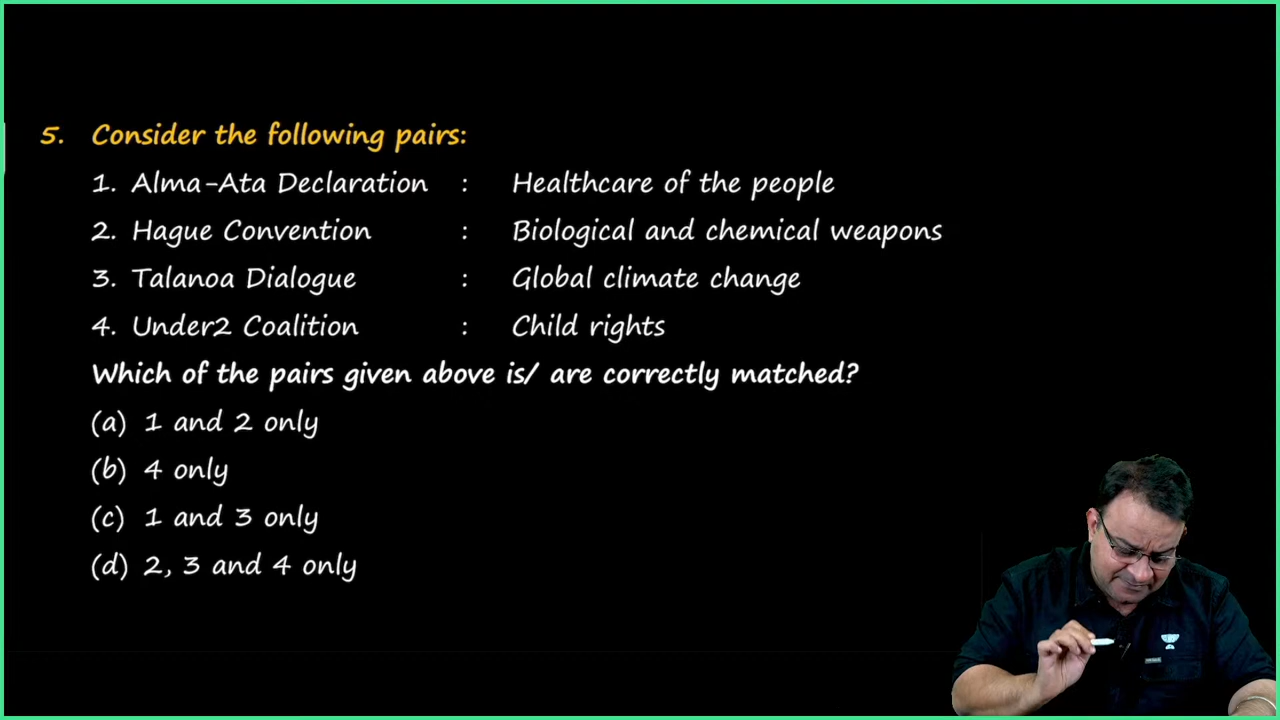 5. Consider the following pairs:
1. Alma-Ata Declaration : Healthcare of the people
2. Hague Convention : Biological and chemical weapons
3. Talanoa Dialogue : Global climate change
4. Under2 Coalition : Child rights
Which of the pairs given above is/ are correctly matched?
(a) 1 and 2 only
(b) 4 only
(c) 1 and 3 only
(d) 2, 3 and 4 only